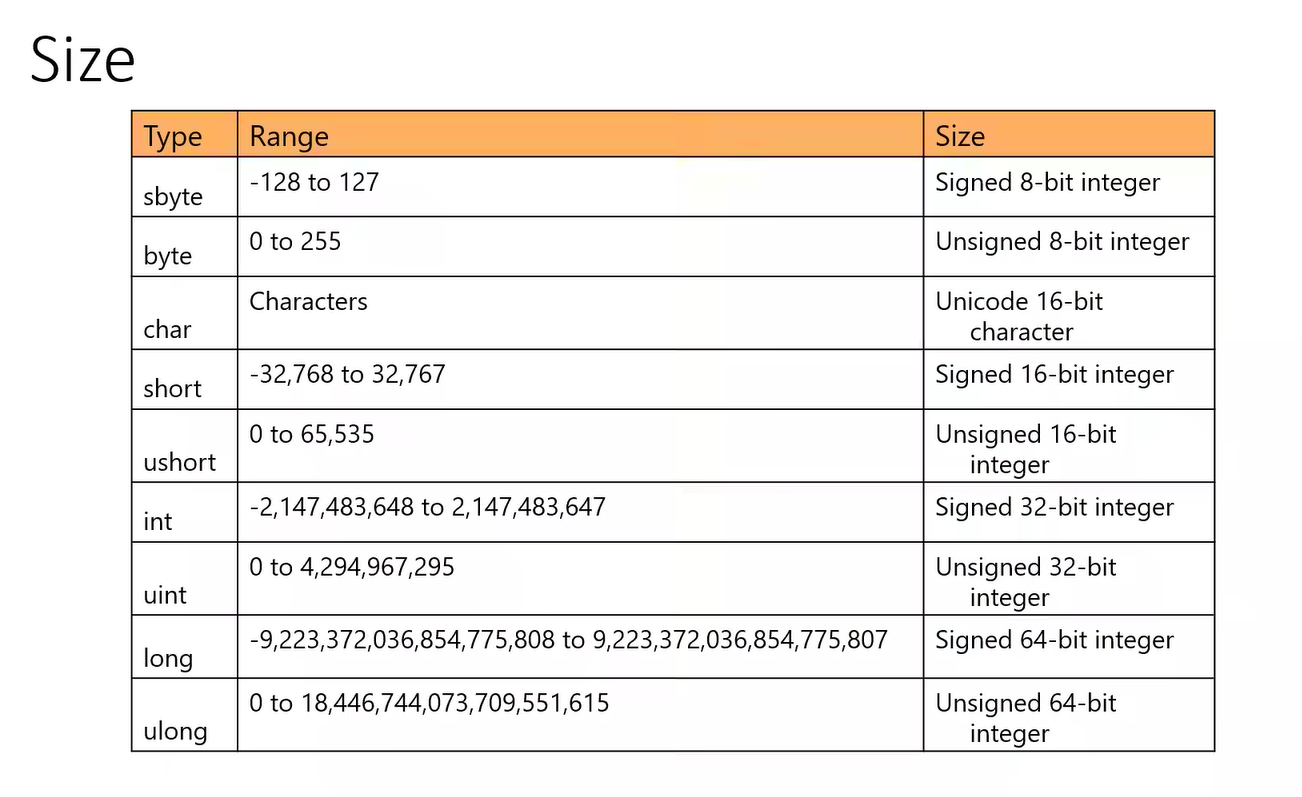 Size
Type Range Size
sbyte -128 to 127 Signed 8-bit integer
byte 0 to 255 Unsigned 8-bit integer
char Characters Unicode 16-bit
character
short -32,768 to 32,767 Signed 16-bit integer
ushort 0 to 65,535 Unsigned 16-bit
integer
int -2,147,483,648 to 2,147,483,647 Signed 32-bit integer
uint 0 to 4,294,967,295 Unsigned 32-bit
integer
long -9,223,372,036,854,775,808 to 9,223,372,036,854,775,807 Signed 64-bit integer
ulong 0 to 18,446,744,073,709,551,615 Unsigned 64-bit
integer